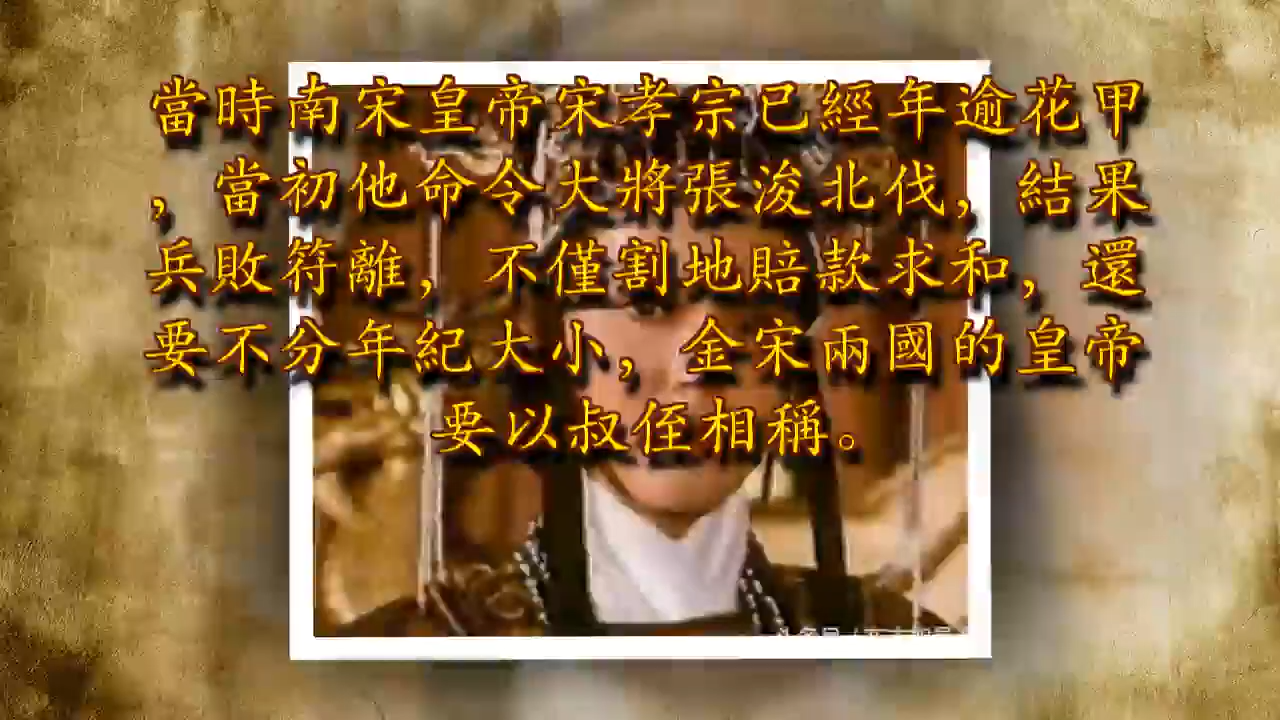 當時南宋皇帝宋孝宗已經年逾花甲
，當初他命令大將張浚北伐，結果
兵敗符離，不僅割地賠款求和，還
要不分年紀大小，金宋兩國的皇帝
要以叔侄相稱。